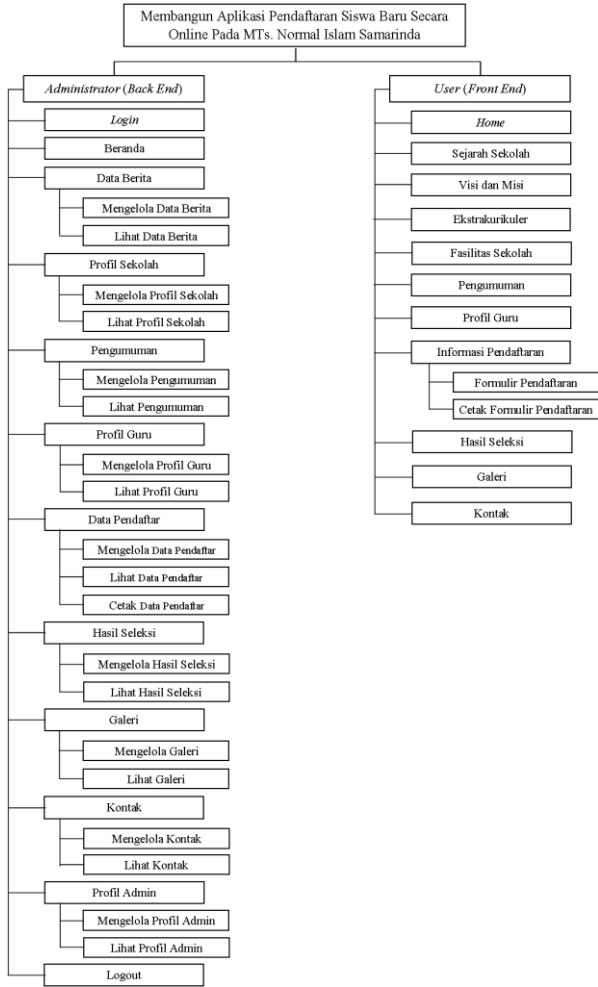 Membangun Aplikasi Pendaftaran Siswa Baru Secara
Online Pada MTs. Normal Islam Samarinda
Administrator (Back End)
Login
Beranda
Data Berita
Mengelola Data Berita
Lihat Data Berita
Profil Sekolah
Mengelola Profil Sekolah
Lihat Profil Sekolah
Pengumuman
Mengelola Pengumuman
Lihat Pengumuman
Profil Guru
Mengelola Profil Guru
Lihat Profil Guru
Data Pendaftar
Mengelola Data Pendaftar
Lihat Data Pendaftar
Cetak Data Pendaftar
Hasil Seleksi
Mengelola Hasil Seleksi
Lihat Hasil Seleksi
Galeri
Mengelola Galeri
Lihat Galeri
Kontak
Mengelola Kontak
Lihat Kontak
Profil Admin
Mengelola Profil Admin
Lihat Profil Admin
Logout
User (Front End)
Home
Sejarah Sekolah
Visi dan Misi
Ekstrakurikuler
Fasilitas Sekolah
Pengumuman
Profil Guru
Informasi Pendaftaran
Formulir Pendaftaran
Cetak Formulir Pendaftaran
Hasil Seleksi
Galeri
Kontak